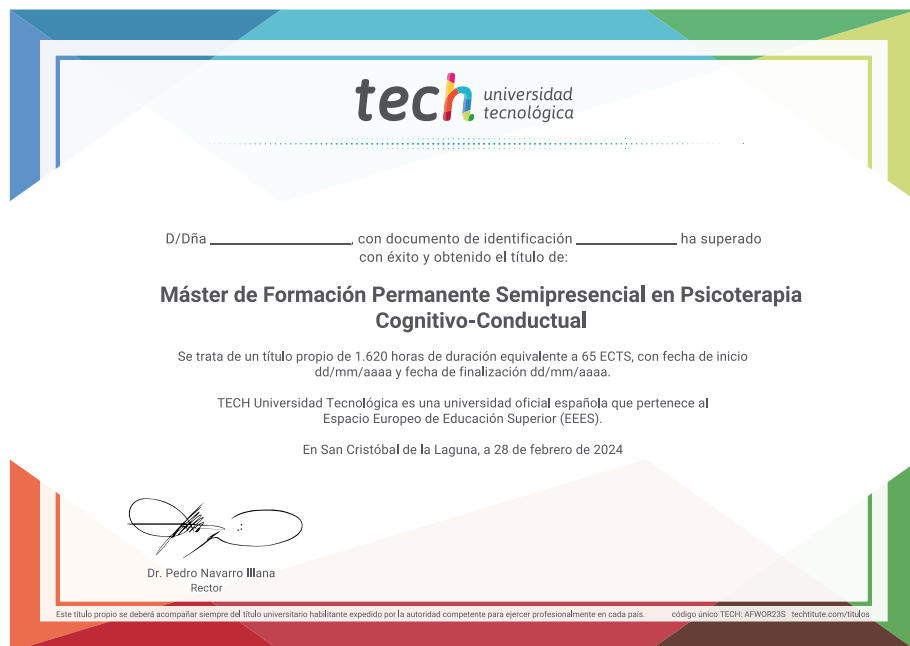 tech universidad
tecnológica
D/Dña ____________________, con documento de identificación ______________ ha superado
con éxito y obtenido el título de:
Máster de Formación Permanente Semipresencial en Psicoterapia
Cognitivo-Conductual
Se trata de un título propio de 1.620 horas de duración equivalente a 65 ECTS, con fecha de inicio
dd/mm/aaaa y fecha de finalización dd/mm/aaaa.
TECH Universidad Tecnológica es una universidad oficial española que pertenece al
Espacio Europeo de Educación Superior (EEES).
En San Cristóbal de la Laguna, a 28 de febrero de 2024
Dr. Pedro Navarro Illana
Rector
Este título propio se deberá acompañar siempre del título universitario habilitante expedido por la autoridad competente para ejercer profesionalmente en cada país. código único TECH: AFWOR23S techtitute.com/titulos